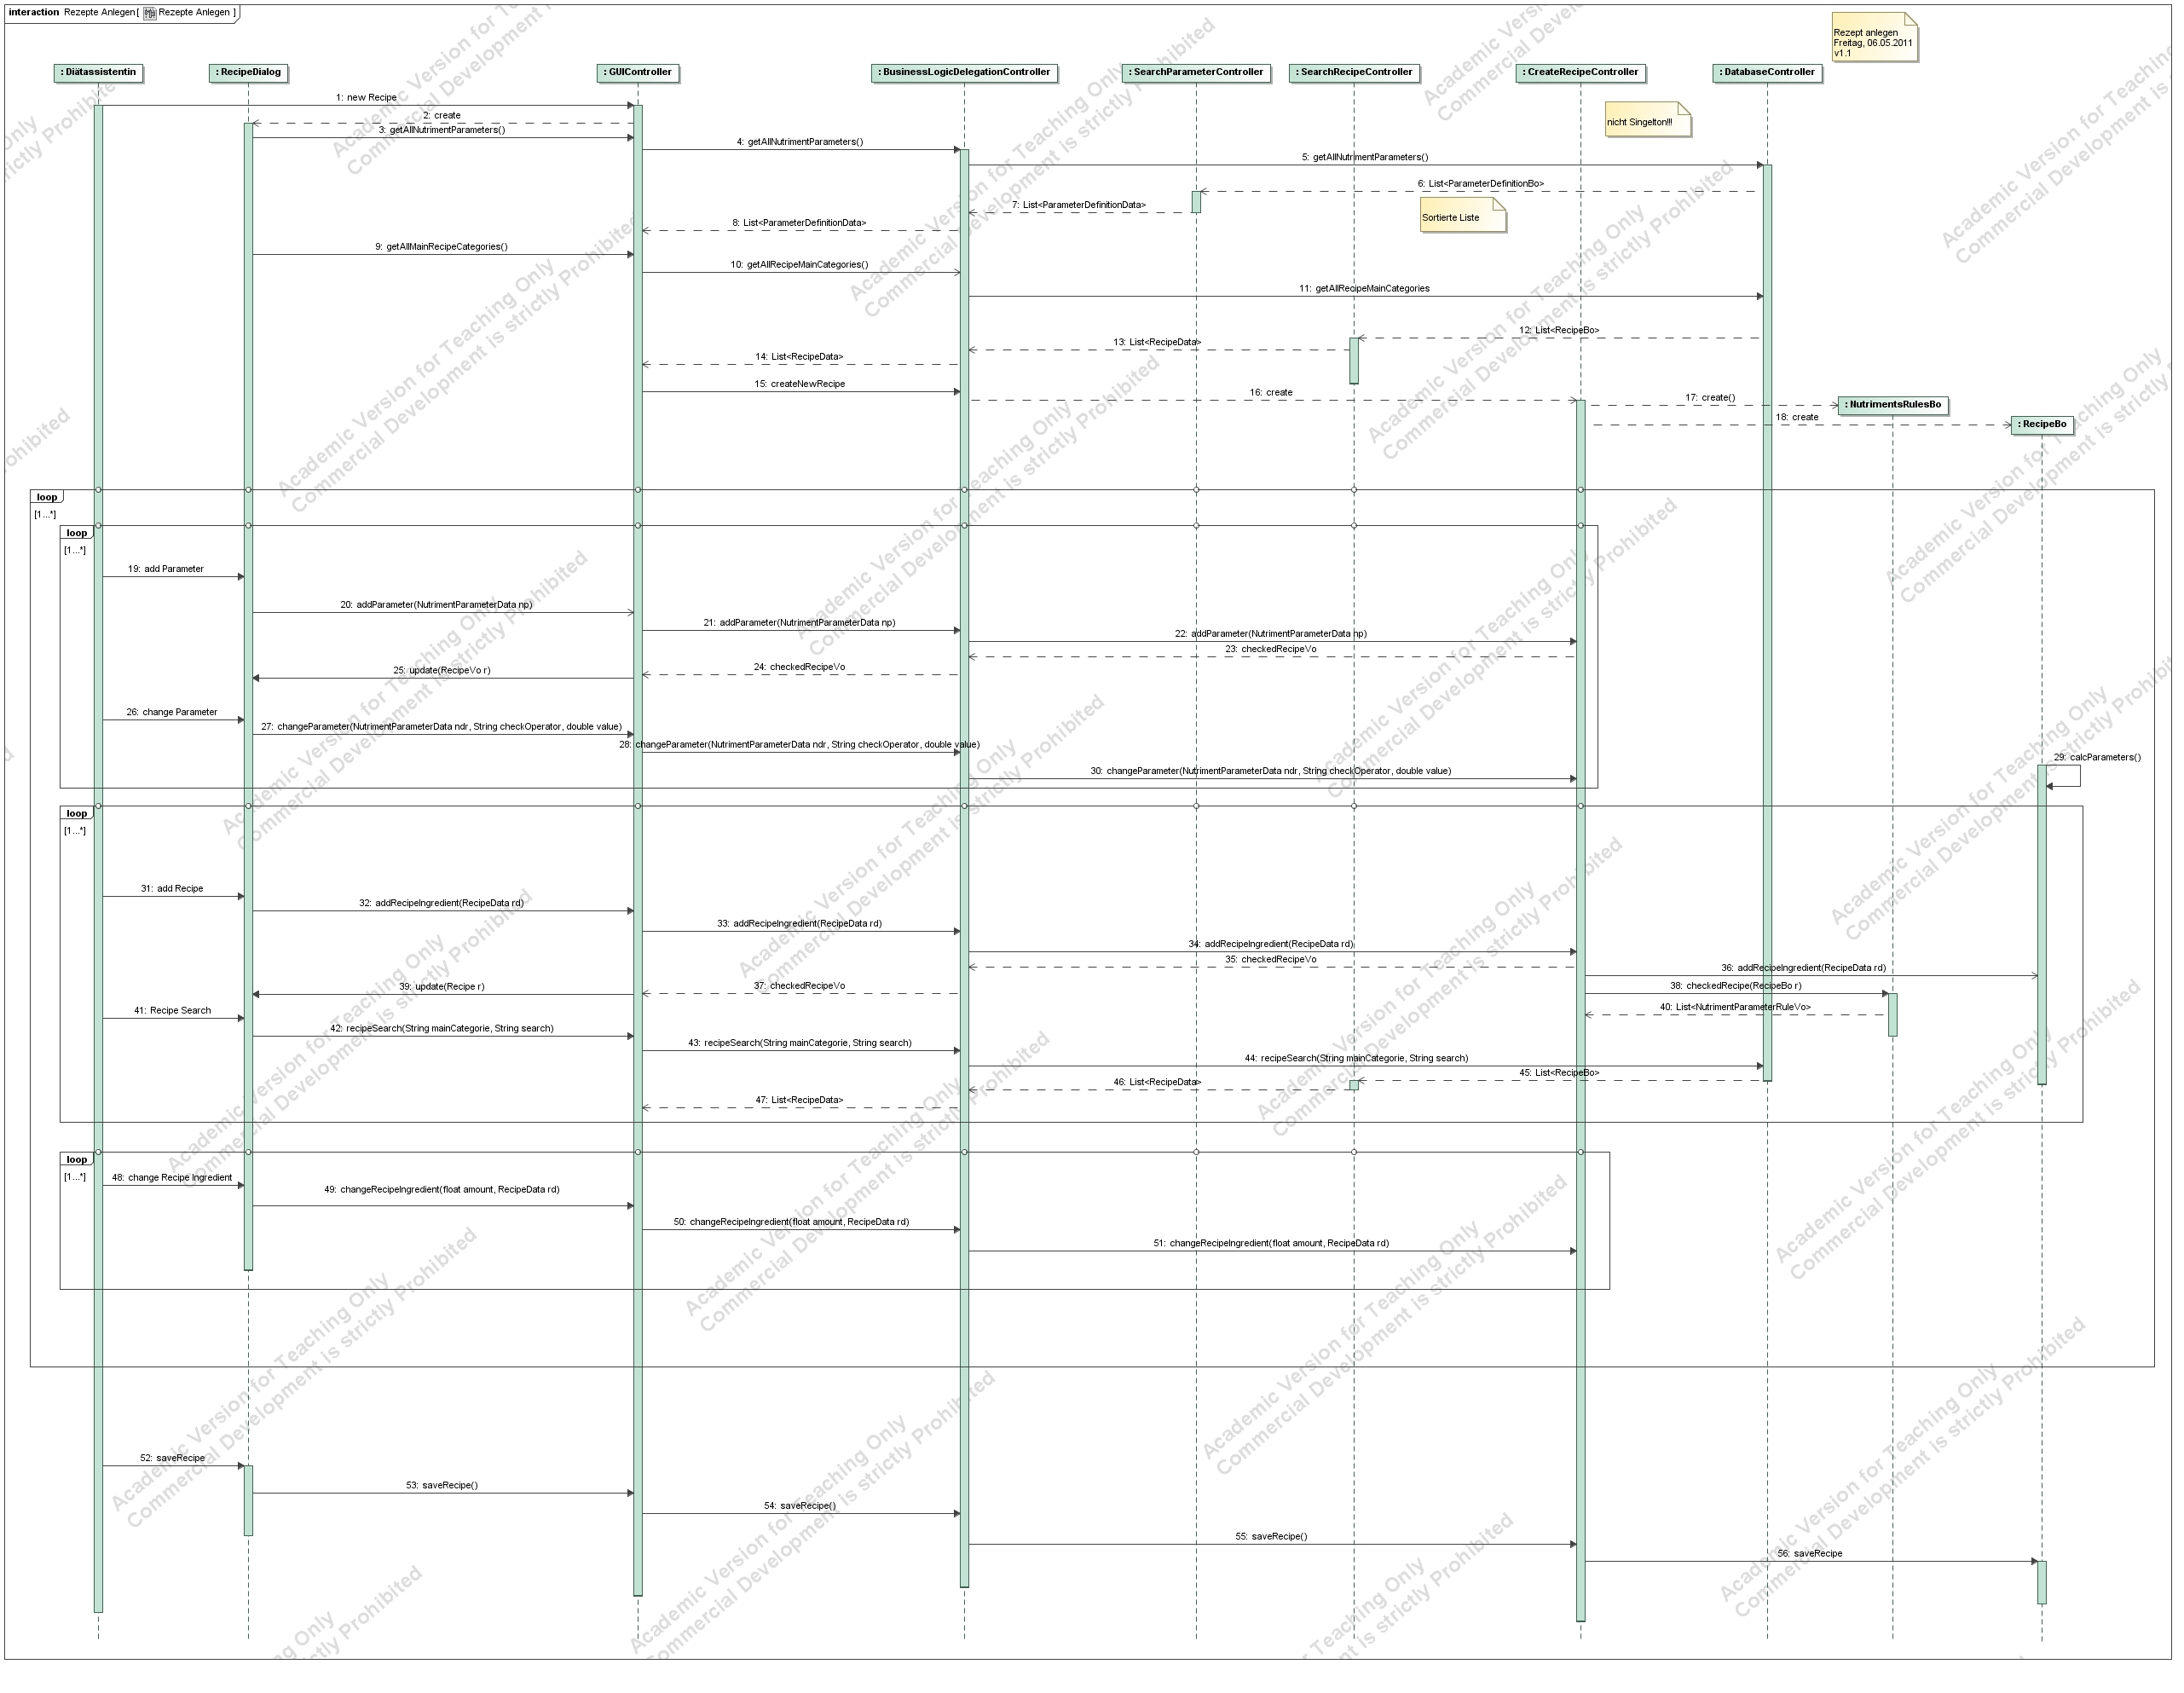 interaction Rezepte Anlegen[ Rezepte Anlegen ]
Rezept anlegen
Freitag, 06.05.2011
v1.1
: Diätassistentin
: RecipeDialog
: GUIController
: BusinessLogicDelegationController
: SearchParameterController
: SearchRecipeController
: CreateRecipeController
: DatabaseController
nicht Singelton!!!
1: new Recipe
2: create
3: getAllNutrimentParameters()
4: getAllNutrimentParameters()
5: getAllNutrimentParameters()
6: List<ParameterDefinitionBo>
7: List<ParameterDefinitionData>
Sortierte Liste
8: List<ParameterDefinitionData>
9: getAllMainRecipeCategories()
10: getAllRecipeMainCategories()
11: getAllRecipeMainCategories
12: List<RecipeBo>
13: List<RecipeData>
14: List<RecipeData>
15: createNewRecipe
16: create
17: create()
: NutrimentsRulesBo
18: create
: RecipeBo
loop
[1...*]
loop
[1...*]
19: add Parameter
20: addParameter(NutrimentParameterData np)
21: addParameter(NutrimentParameterData np)
22: addParameter(NutrimentParameterData np)
23: checkedRecipeVo
24: checkedRecipeVo
25: update(RecipeVo r)
26: change Parameter
27: changeParameter(NutrimentParameterData ndr, String checkOperator, double value)
28: changeParameter(NutrimentParameterData ndr, String checkOperator, double value)
29: calcParameters()
30: changeParameter(NutrimentParameterData ndr, String checkOperator, double value)
loop
[1...*]
31: add Recipe
32: addRecipeIngredient(RecipeData rd)
33: addRecipeIngredient(RecipeData rd)
34: addRecipeIngredient(RecipeData rd)
35: checkedRecipeVo
36: addRecipeIngredient(RecipeData rd)
37: checkedRecipeVo
38: checkedRecipe(RecipeBo r)
39: update(Recipe r)
40: List<NutrimentParameterRuleVo>
41: Recipe Search
42: recipeSearch(String mainCategorie, String search)
43: recipeSearch(String mainCategorie, String search)
44: recipeSearch(String mainCategorie, String search)
45: List<RecipeBo>
46: List<RecipeData>
47: List<RecipeData>
loop
[1...*]
48: change Recipe Ingredient
49: changeRecipeIngredient(float amount, RecipeData rd)
50: changeRecipeIngredient(float amount, RecipeData rd)
51: changeRecipeIngredient(float amount, RecipeData rd)
52: saveRecipe
53: saveRecipe()
54: saveRecipe()
55: saveRecipe()
56: saveRecipe
Academic Version for Teaching Only
Commercial Development is strictly Prohibited